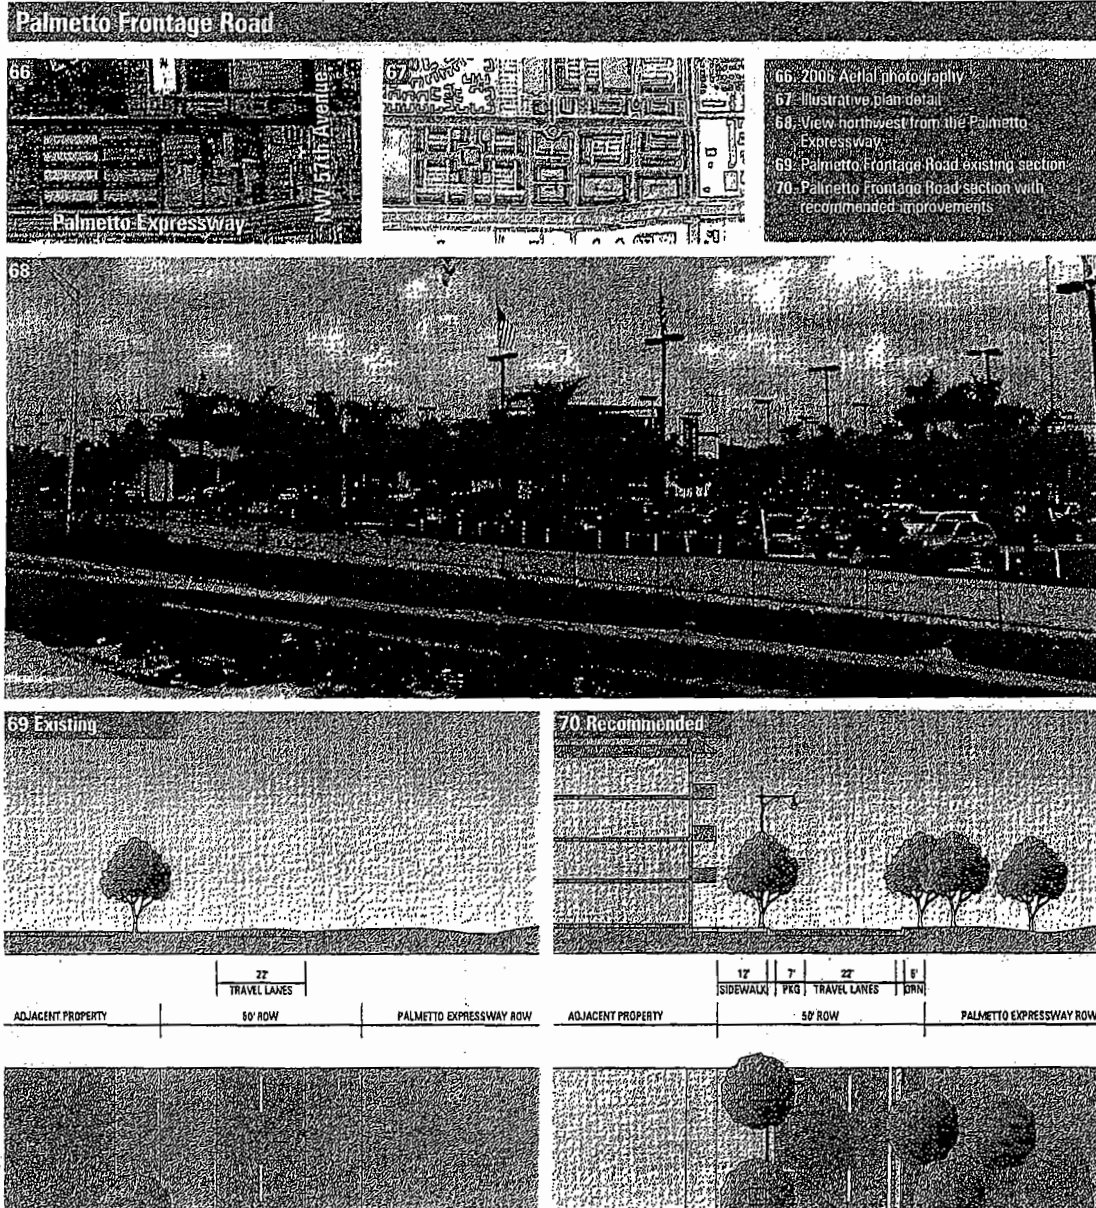 Palmetto Frontage Road
66
Palmetto Expressway
NW 57th Avenue
67
66. 2006 Aerial photography
67. Illustrative plan detail
68. View northwest from the Palmetto
Expressway
69. Palmetto Frontage Road existing section
70. Palmetto Frontage Road section with
recommended improvements
68
69 Existing
22'
TRAVEL LANES
ADJACENT PROPERTY
50' ROW
PALMETTO EXPRESSWAY ROW
70 Recommended
12'
SIDEWALK
7'
PKG
22'
TRAVEL LANES
5'
GRN
ADJACENT PROPERTY
50' ROW
PALMETTO EXPRESSWAY ROW